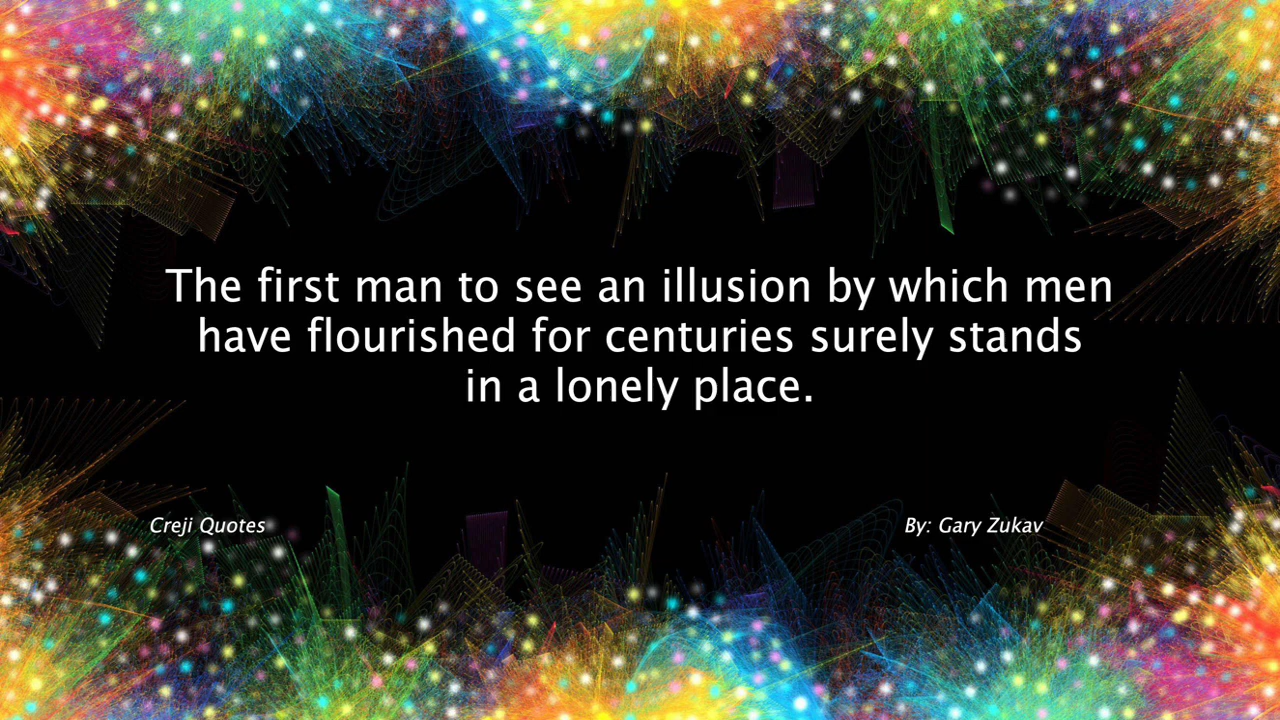 The first man to see an illusion by which men
have flourished for centuries surely stands
in a lonely place.
Creji Quotes
By: Gary Zukav